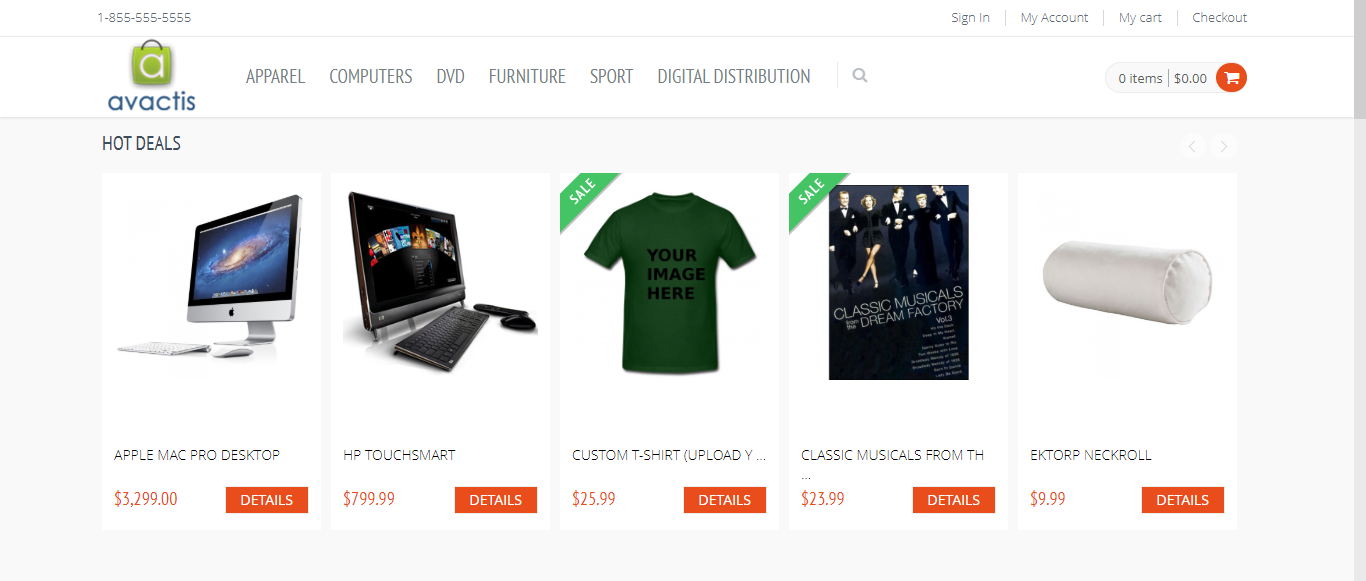 1-855-555-5555
Sign In
My Account
My cart
Checkout
a
avactis
APPAREL
COMPUTERS
DVD
FURNITURE
SPORT
DIGITAL DISTRIBUTION
0 items
$0.00
HOT DEALS
SALE
YOUR
IMAGE
HERE
SALE
CLASSIC MUSICALS
from the DREAM FACTORY
Vol.3
APPLE MAC PRO DESKTOP
$3,299.00
DETAILS
HP TOUCHSMART
$799.99
DETAILS
CUSTOM T-SHIRT (UPLOAD Y ...
$25.99
DETAILS
CLASSIC MUSICALS FROM TH
...
$23.99
DETAILS
EKTORP NECKROLL
$9.99
DETAILS